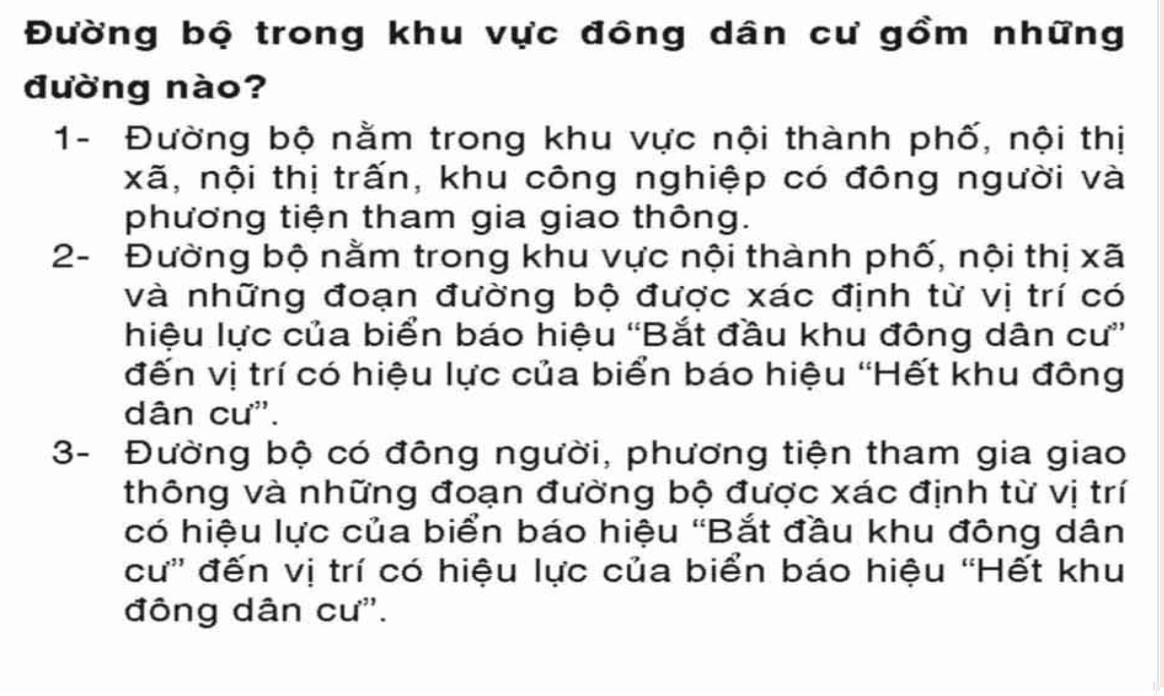 Đường bộ trong khu vực đông dân cư gồm những
đường nào?
1- Đường bộ nằm trong khu vực nội thành phố, nội thị
xã, nội thị trấn, khu công nghiệp có đông người và
phương tiện tham gia giao thông.
2- Đường bộ nằm trong khu vực nội thành phố, nội thị xã
và những đoạn đường bộ được xác định từ vị trí có
hiệu lực của biển báo hiệu “Bắt đầu khu đông dân cư”
đến vị trí có hiệu lực của biển báo hiệu “Hết khu đông
dân cư”.
3- Đường bộ có đông người, phương tiện tham gia giao
thông và những đoạn đường bộ được xác định từ vị trí
có hiệu lực của biển báo hiệu “Bắt đầu khu đông dân
cư” đến vị trí có hiệu lực của biển báo hiệu “Hết khu
đông dân cư”.